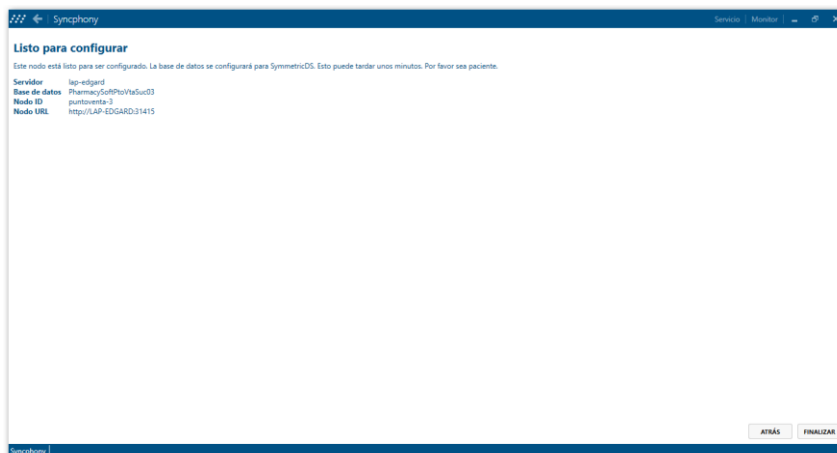 Syncphony Servicio Monitor
Listo para configurar
Este nodo está listo para ser configurado. La base de datos se configurará para SymmetricDS. Esto puede tardar unos minutos. Por favor sea paciente.
Servidor lap-edgard
Base de datos PharmacySoftPtoVtaSuc03
Nodo ID puntoventa-3
Nodo URL http://LAP-EDGARD:31415
ATRÁS FINALIZAR
Syncphony